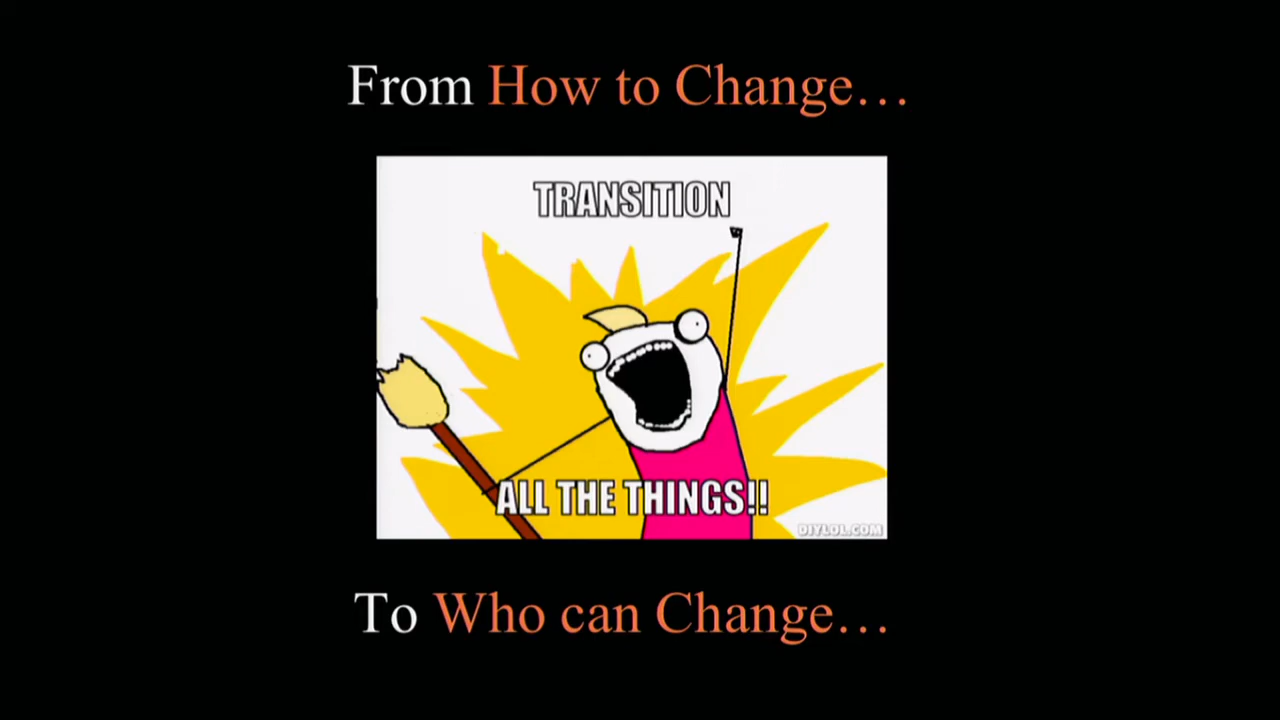 From How to Change…
TRANSITION
ALL THE THINGS!!
DIYLOL.COM
To Who can Change…